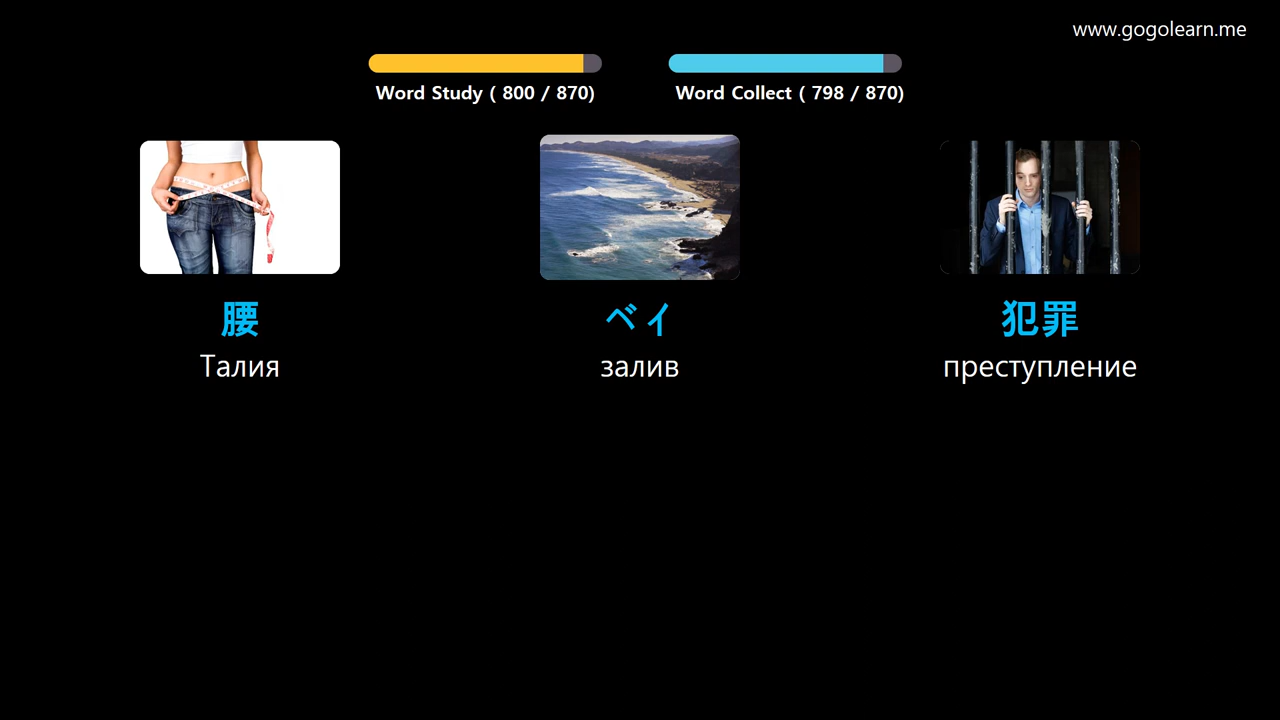 www.gogolearn.me
Word Study ( 800 / 870)
Word Collect ( 798 / 870)
腰
ベイ
犯罪
Талия
залив
преступление